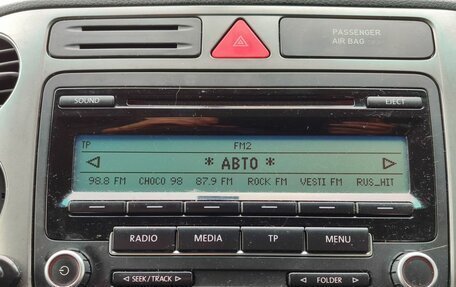 PASSENGER
AIR BAG
SOUND
EJECT
TP FM2
* АВТО *
98.8 FM CHOCO 98 87.9 FM ROCK FM VESTI FM RUS_HIT
RADIO MEDIA TP MENU
SEEK/TRACK FOLDER